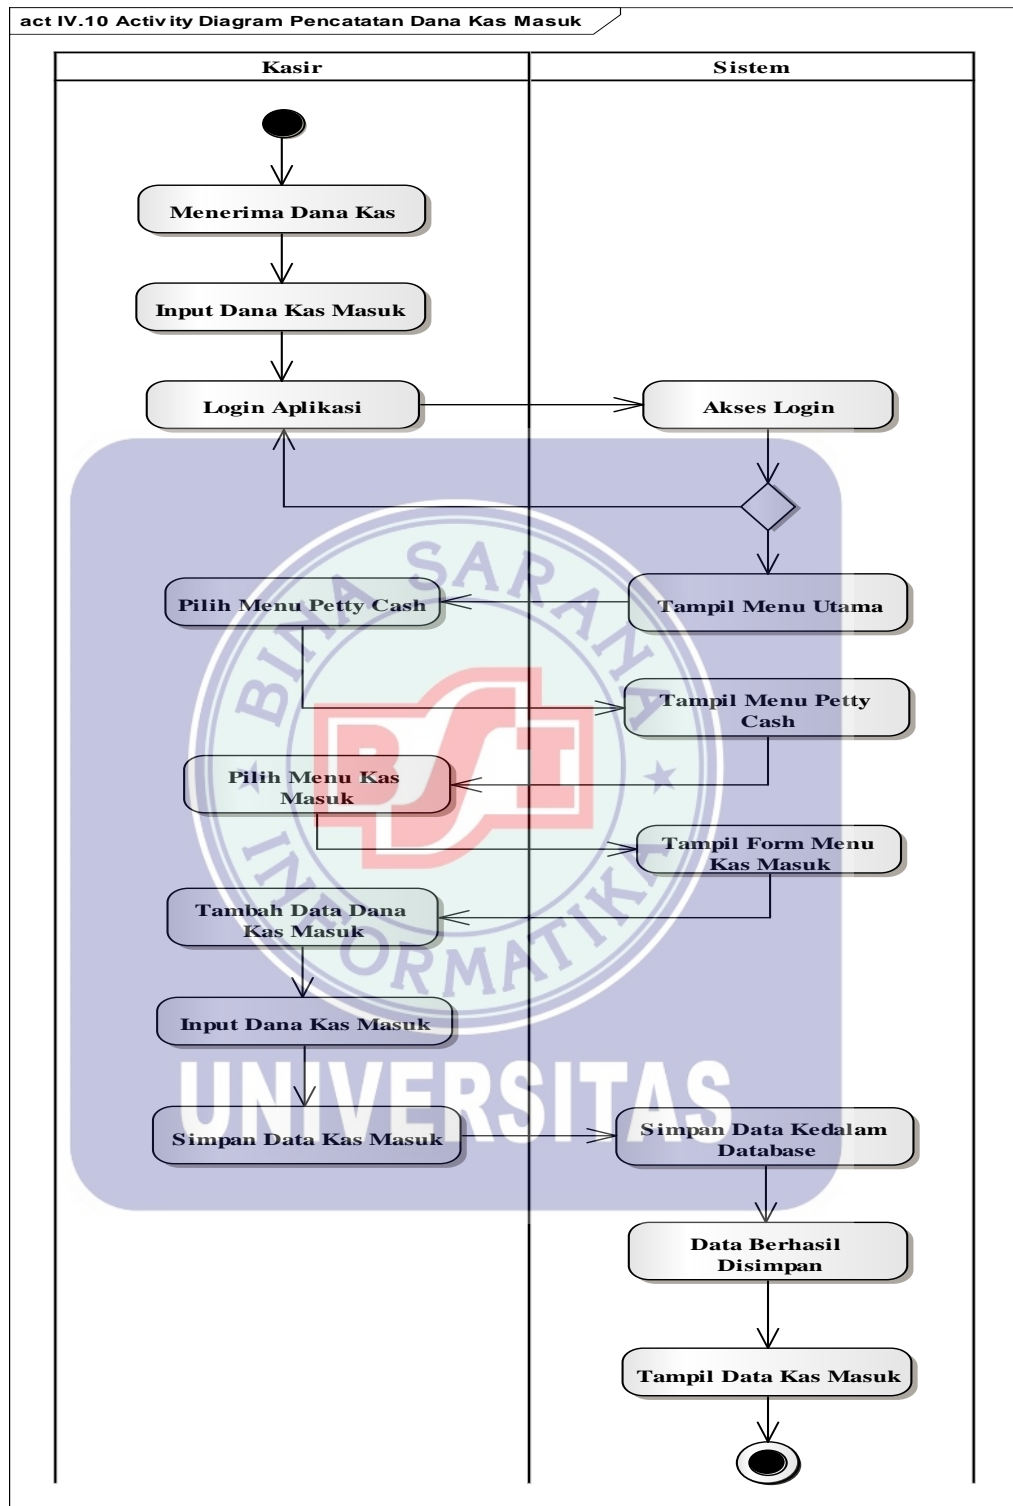 act IV.10 Activity Diagram Pencatatan Dana Kas Masuk
Kasir
Sistem
Menerima Dana Kas
Input Dana Kas Masuk
Login Aplikasi
Akses Login
Pilih Menu Petty Cash
Tampil Menu Utama
Tampil Menu Petty
Cash
Pilih Menu Kas
Masuk
Tampil Form Menu
Kas Masuk
Tambah Data Dana
Kas Masuk
Input Dana Kas Masuk
Simpan Data Kas Masuk
Simpan Data Kedalam
Database
Data Berhasil
Disimpan
Tampil Data Kas Masuk
BINA SARANA
BSI
INFORMATIKA
UNIVERSITAS